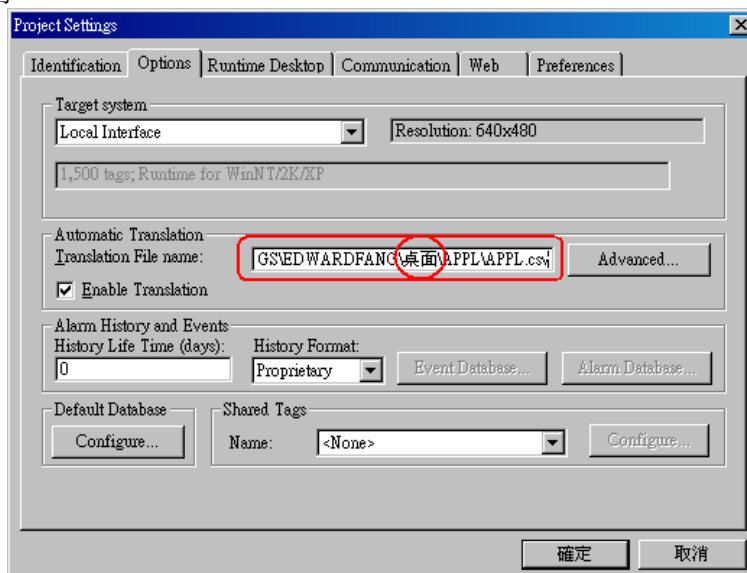 Project Settings
Identification Options Runtime Desktop Communication Web Preferences
Target system
Local Interface Resolution: 640x480
1,500 tags; Runtime for WinNT/2K/XP
Automatic Translation
Translation File name: GS\EDWARDFANG\桌面\APPL\APPL.csv Advanced...
Enable Translation
Alarm History and Events
History Life Time (days): History Format:
0 Proprietary Event Database... Alarm Database...
Default Database Shared Tags
Configure... Name: <None> Configure...
確定 取消